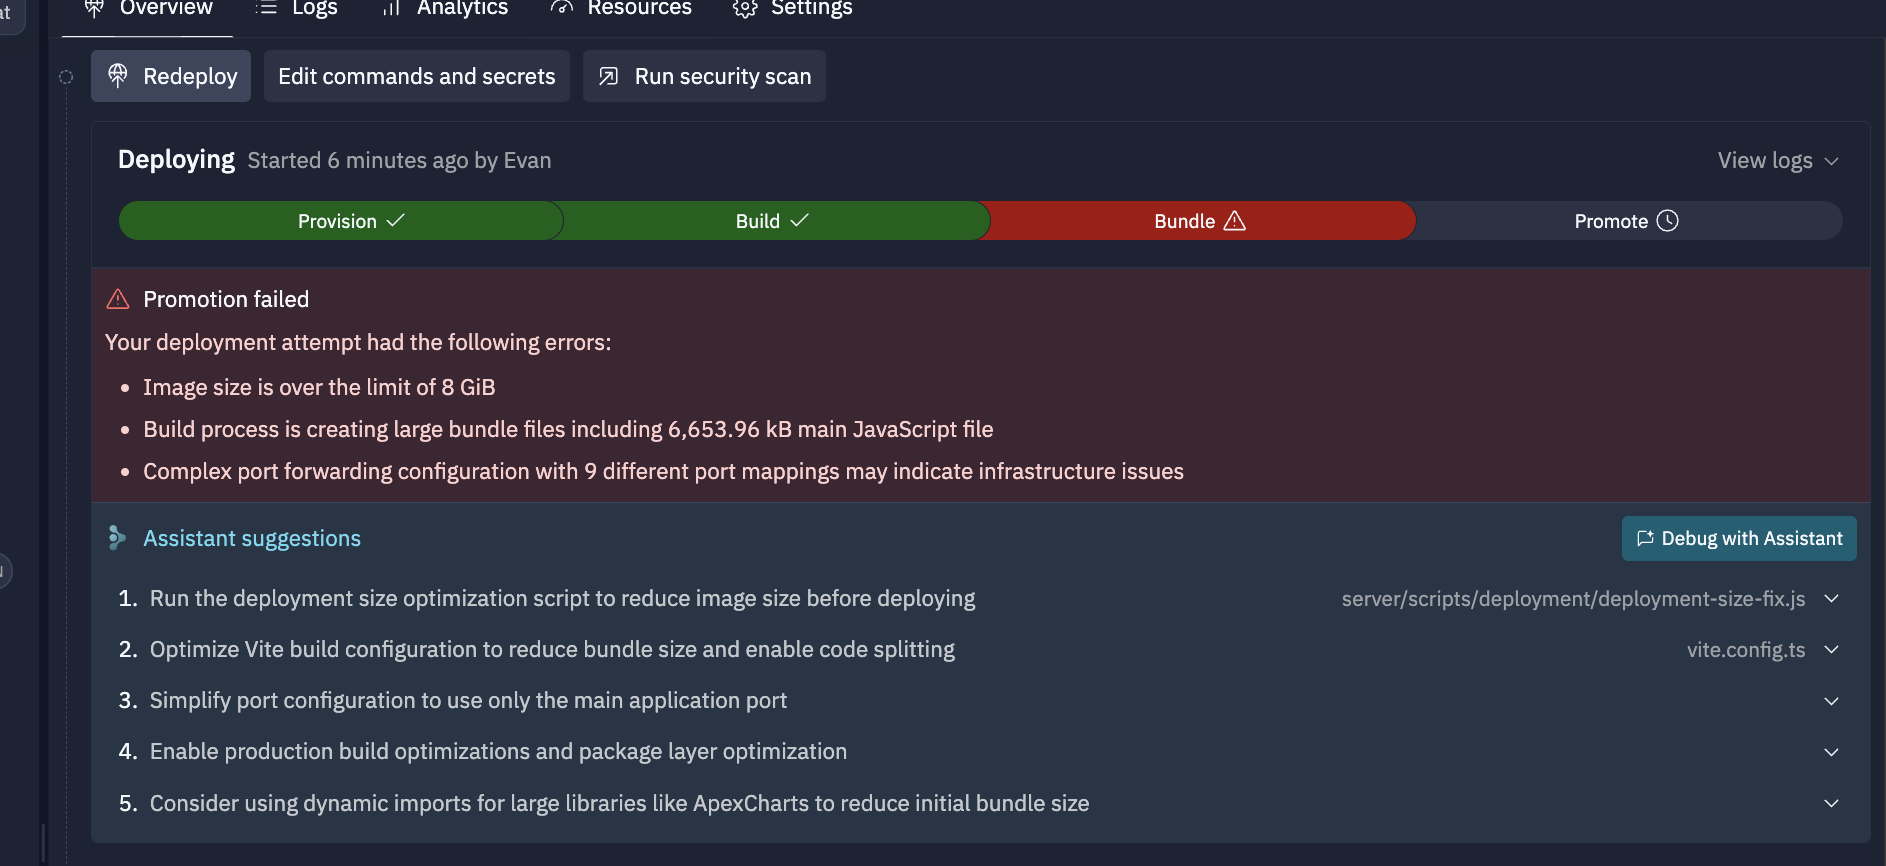 at
Overview
Logs
Analytics
Resources
Settings
Redeploy
Edit commands and secrets
Run security scan
Deploying Started 6 minutes ago by Evan
View logs
Provision
Build
Bundle
Promote
Promotion failed
Your deployment attempt had the following errors:
• Image size is over the limit of 8 GiB
• Build process is creating large bundle files including 6,653.96 kB main JavaScript file
• Complex port forwarding configuration with 9 different port mappings may indicate infrastructure issues
Assistant suggestions
Debug with Assistant
1. Run the deployment size optimization script to reduce image size before deploying
server/scripts/deployment/deployment-size-fix.js
2. Optimize Vite build configuration to reduce bundle size and enable code splitting
vite.config.ts
3. Simplify port configuration to use only the main application port
4. Enable production build optimizations and package layer optimization
5. Consider using dynamic imports for large libraries like ApexCharts to reduce initial bundle size